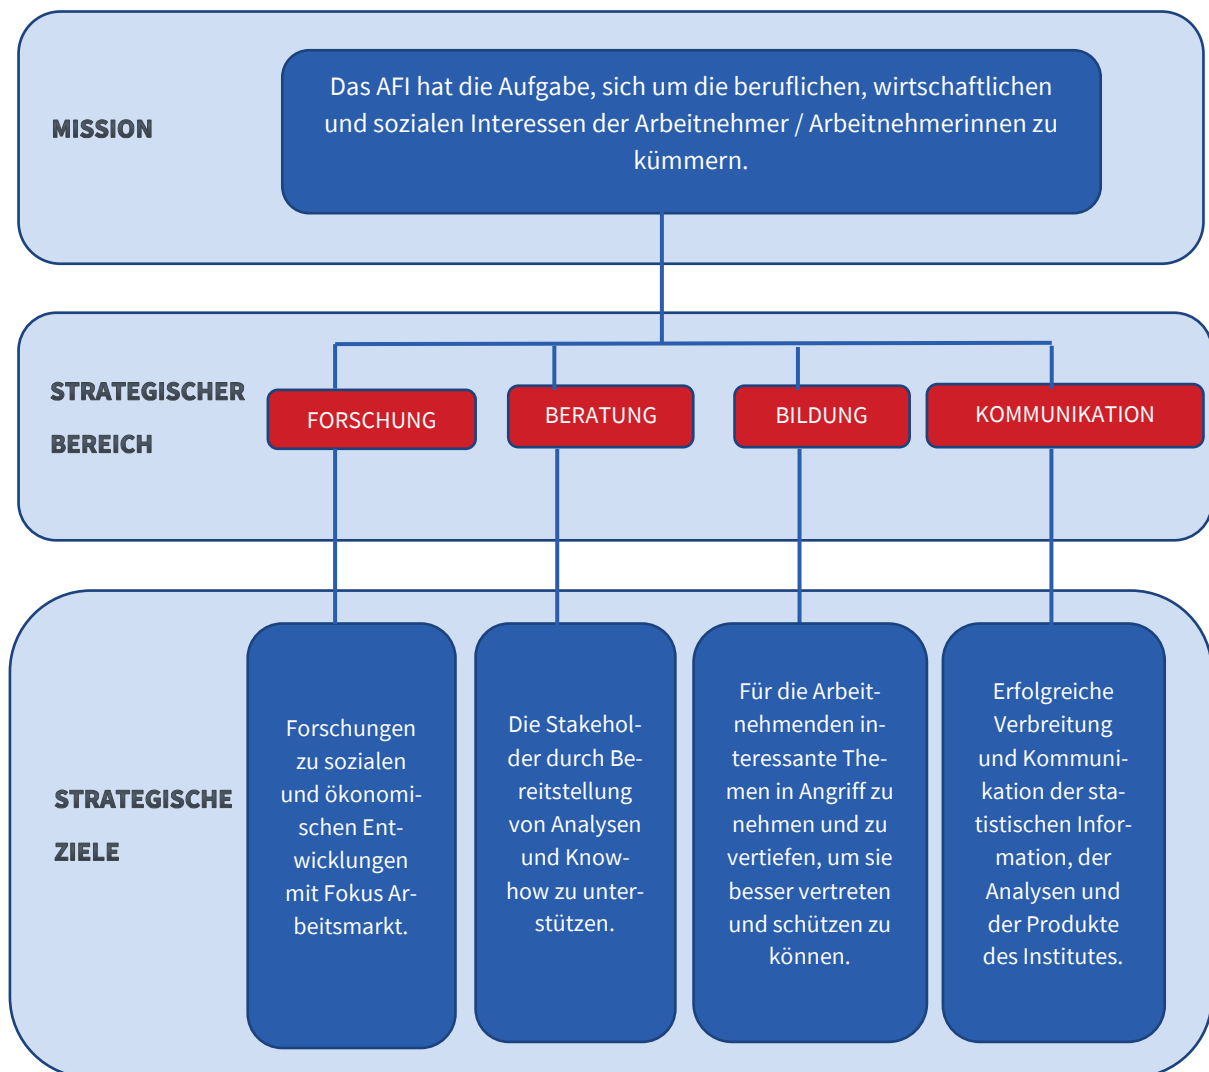 MISSION
Das AFI hat die Aufgabe, sich um die beruflichen, wirtschaftlichen
und sozialen Interessen der Arbeitnehmer / Arbeitnehmerinnen zu
kümmern.
STRATEGISCHER
BEREICH
FORSCHUNG
BERATUNG
BILDUNG
KOMMUNIKATION
STRATEGISCHE
ZIELE
Forschungen
zu sozialen
und ökonomi-
schen Ent-
wicklungen
mit Fokus Ar-
beitsmarkt.
Die Stakehol-
der durch Be-
reitstellung
von Analysen
und Know-
how zu unter-
stützen.
Für die Arbeit-
nehmenden in-
teressante The-
men in Angriff zu
nehmen und zu
vertiefen, um sie
besser vertreten
und schützen zu
können.
Erfolgreiche
Verbreitung
und Kommuni-
kation der sta-
tistischen Infor-
mation, der
Analysen und
der Produkte
des Institutes.